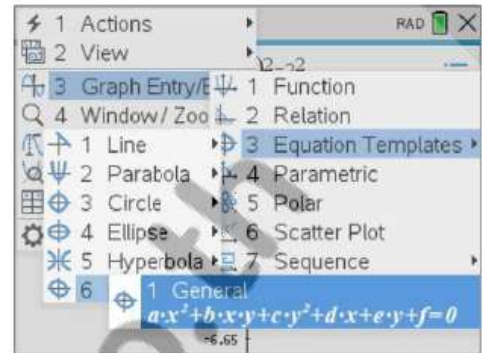 1 Actions
RAD
2 View
3 Graph Entry/E
1 Function
4 Window / Zoo
2 Relation
1 Line
3 Equation Templates
2 Parabola
4 Parametric
3 Circle
5 Polar
4 Ellipse
6 Scatter Plot
5 Hyperbola
7 Sequence
6
1 General
a·x²+b·x·y+c·y²+d·x+e·y+f=0
-6.65